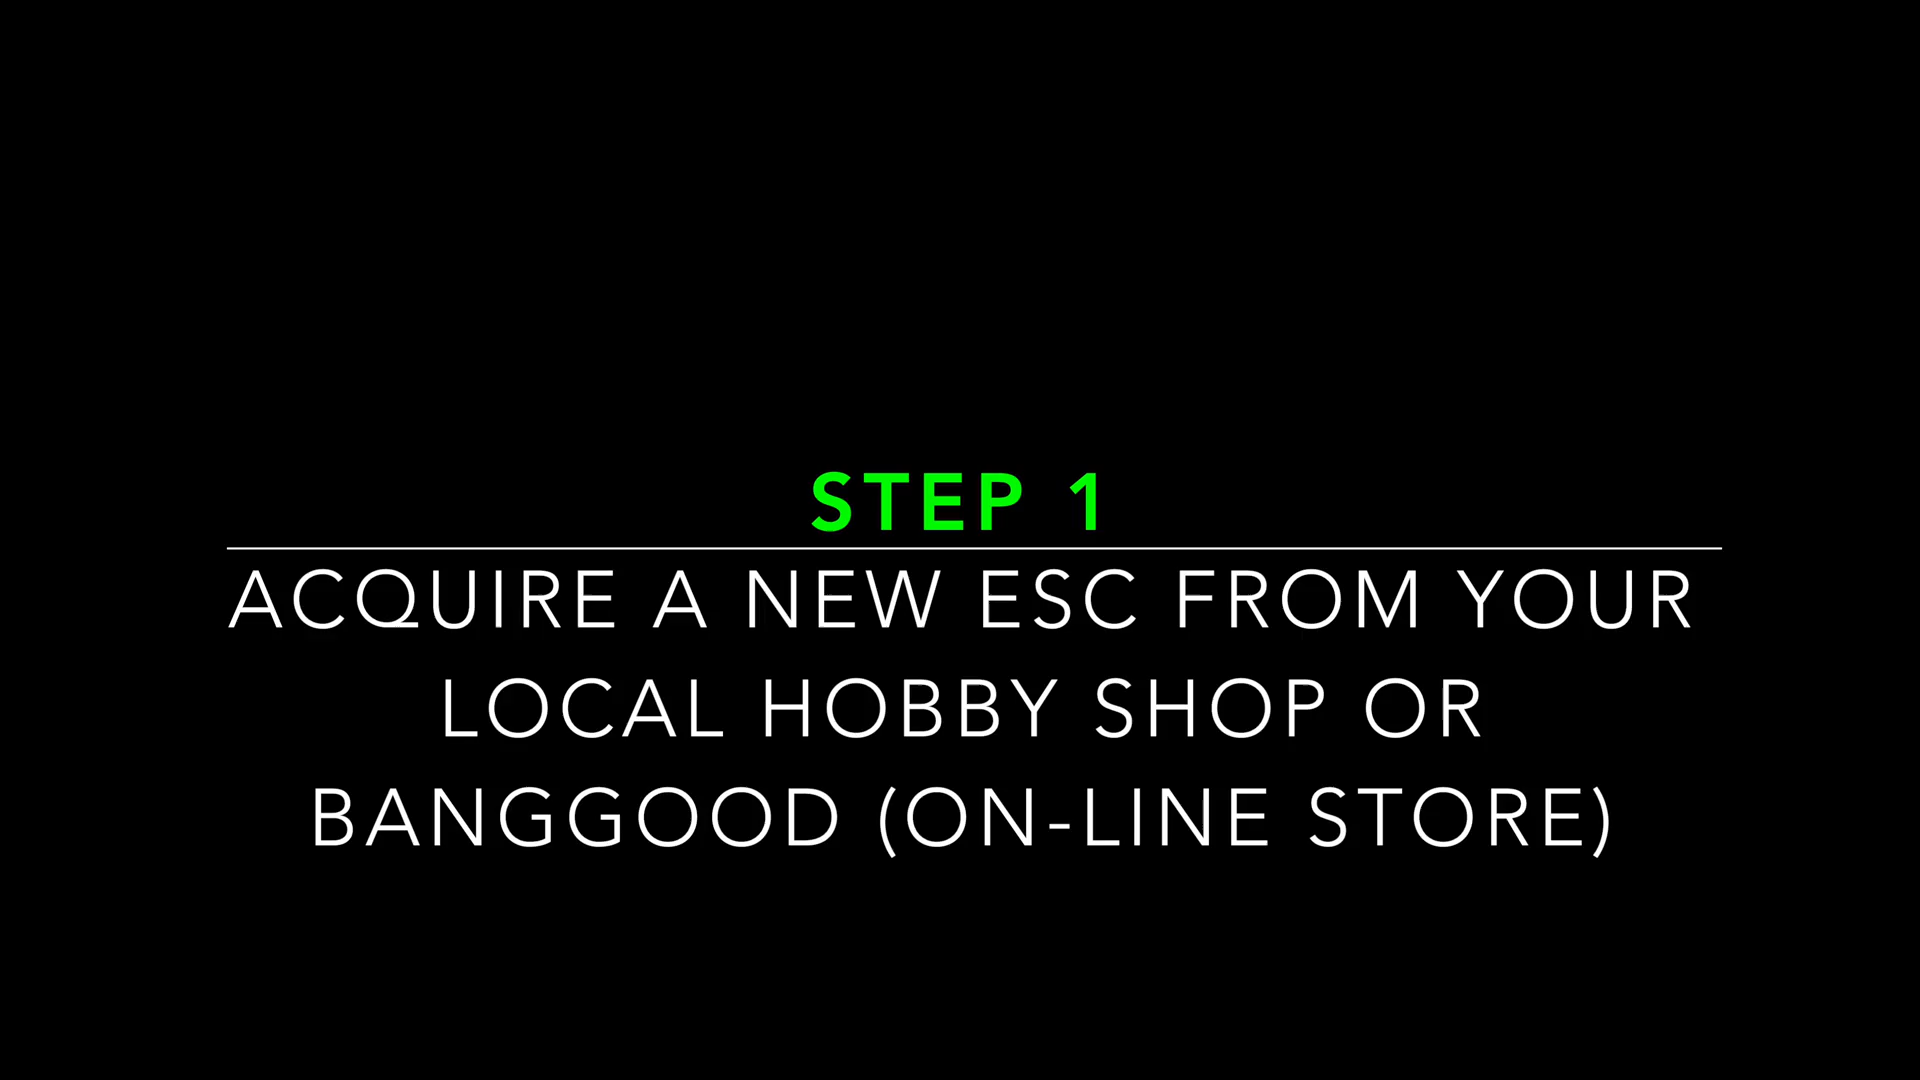 STEP 1
ACQUIRE A NEW ESC FROM YOUR
LOCAL HOBBY SHOP OR
BANGGOOD (ON-LINE STORE)